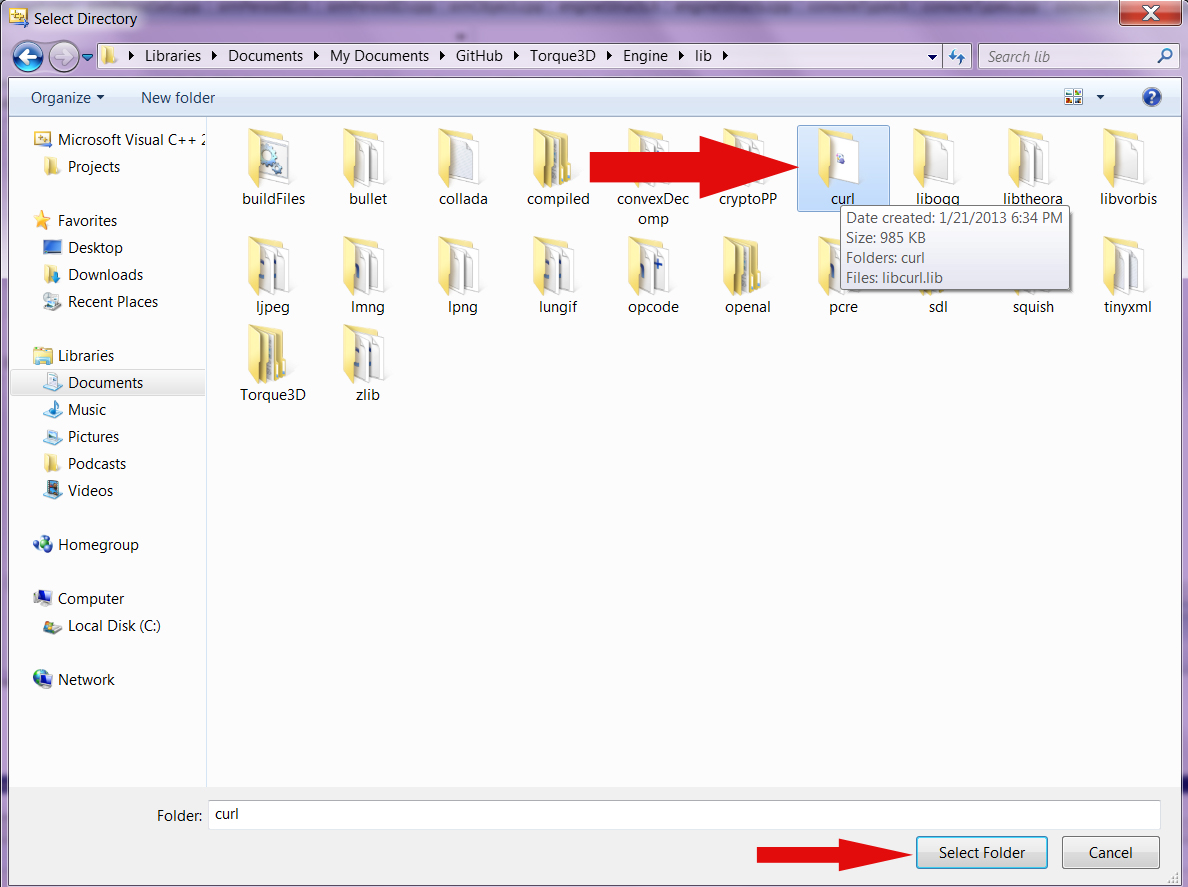 Select Directory
Libraries Documents My Documents GitHub Torque3D Engine lib
Search lib
Organize New folder
Microsoft Visual C++ 2
Projects
Favorites
Desktop
Downloads
Recent Places
Libraries
Documents
Music
Pictures
Podcasts
Videos
Homegroup
Computer
Local Disk (C:)
Network
buildFiles bullet collada compiled convexDec cryptoPP curl libogg libtheora libvorbis
omp
Date created: 1/21/2013 6:34 PM
Size: 985 KB
Folders: curl
Files: libcurl.lib
ljpeg lmng lpng lungif opcode openal pcre sdl squish tinyxml
Torque3D zlib
Folder: curl
Select Folder Cancel